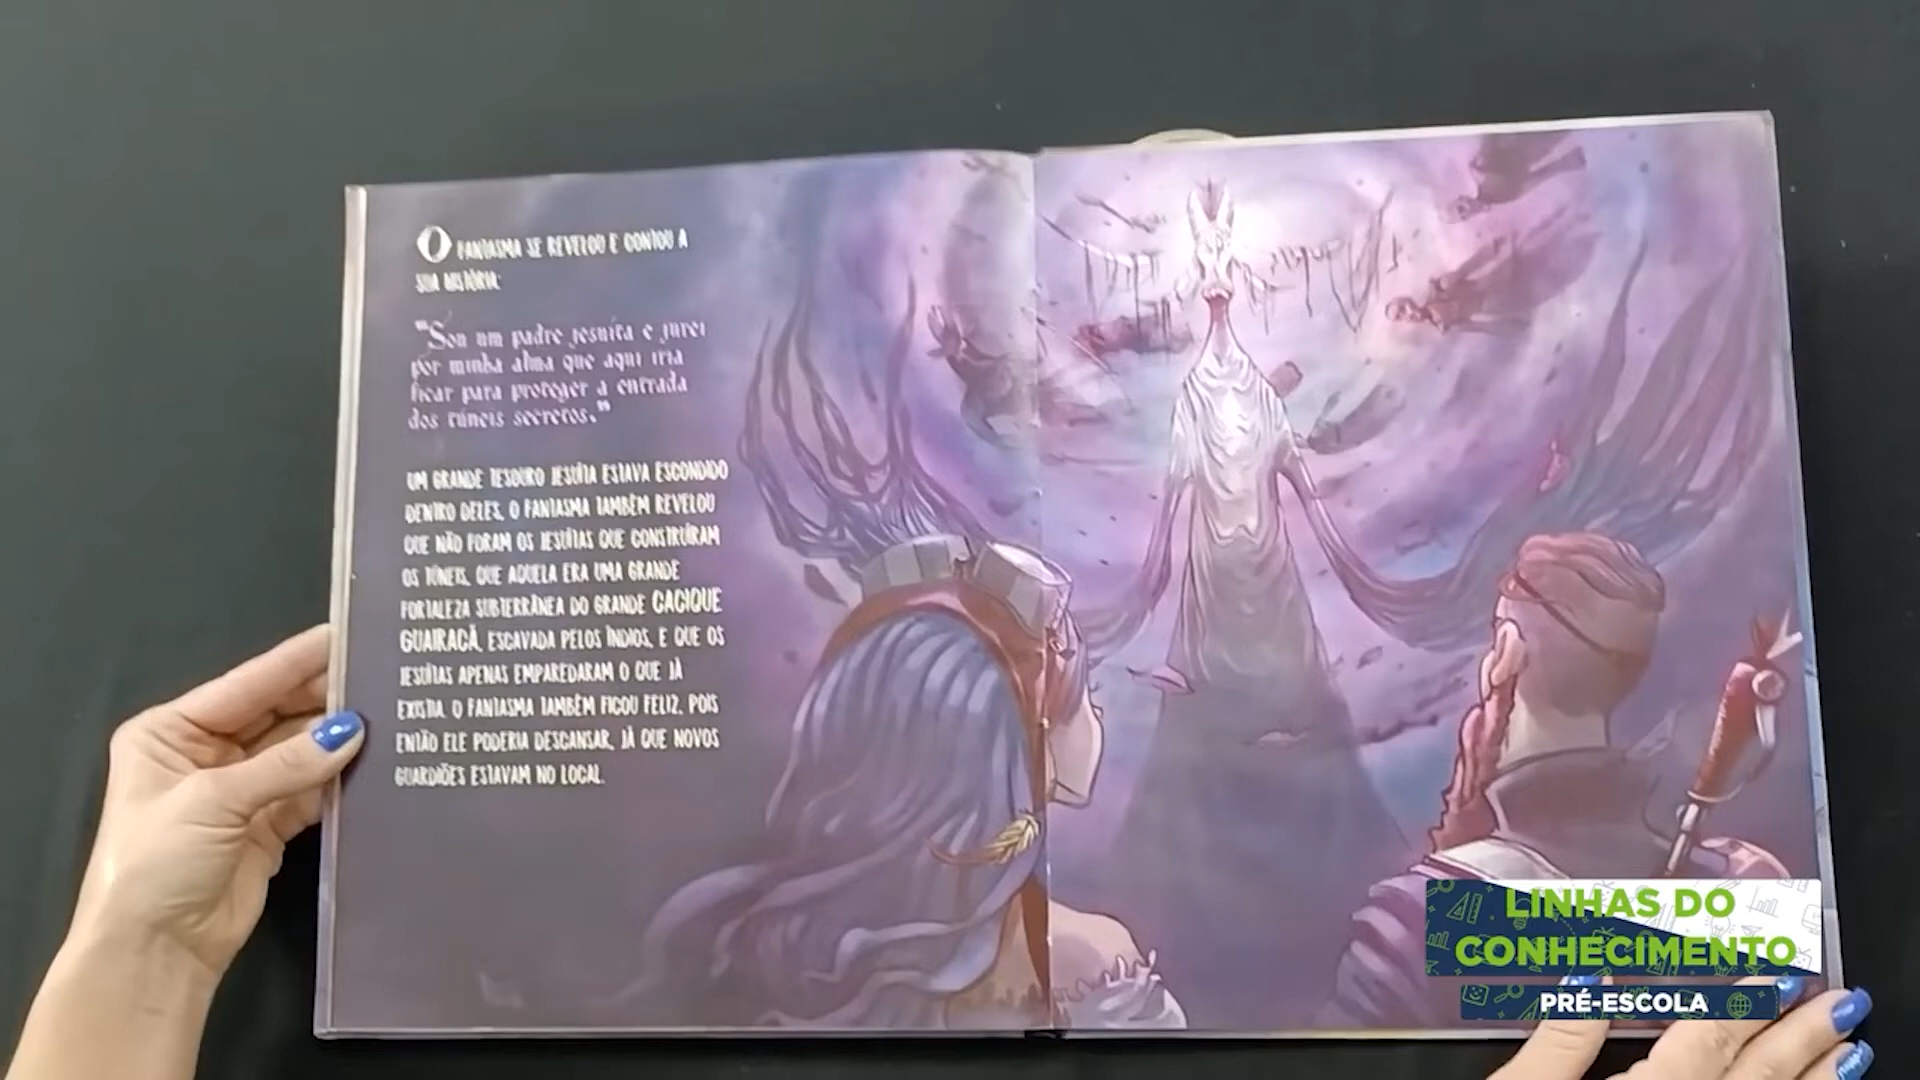 O FANTASMA SE REVELOU E CONTOU A
SUA HISTÓRIA:
"Sou um padre jesuíta e jurei
por minha alma que aqui iria
ficar para proteger a entrada
dos túneis secretos."
UM GRANDE TESOURO JESUÍTA ESTAVA ESCONDIDO
DENTRO DELES. O FANTASMA TAMBÉM REVELOU
QUE NÃO FORAM OS JESUÍTAS QUE CONSTRUÍRAM
OS TÚNEIS, QUE AQUELA ERA UMA GRANDE
FORTALEZA SUBTERRÂNEA DO GRANDE CACIQUE
GUAIRACÁ, ESCAVADA PELOS ÍNDIOS, E QUE OS
JESUÍTAS APENAS EMPAREDARAM O QUE JÁ
EXISTIA. O FANTASMA TAMBÉM FICOU FELIZ, POIS
ENTÃO ELE PODERIA DESCANSAR, JÁ QUE NOVOS
GUARDIÕES ESTAVAM NO LOCAL.
LINHAS DO
CONHECIMENTO
PRÉ-ESCOLA